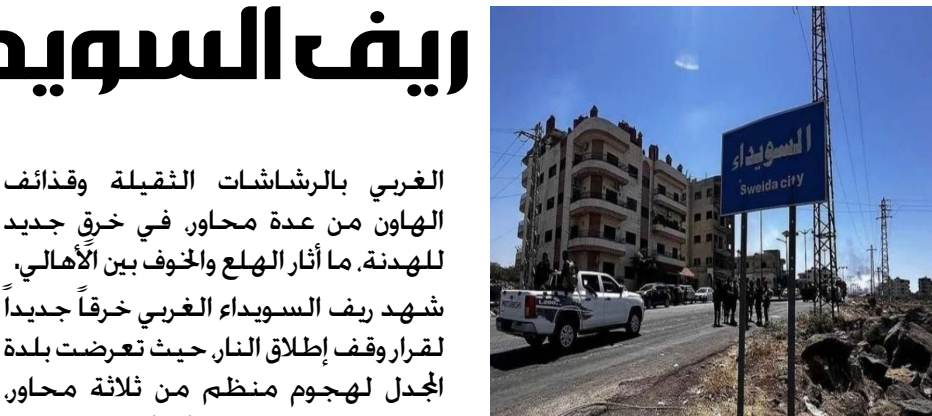 ريف السويد
الغربي بالرشاشات الثقيلة وقذائف
الهاون من عدة محاور، في خرقٍ جديد
للهدنة، ما أثار الهلع والخوف بين الأهالي.
شهد ريف السويداء الغربي خرقاً جديداً
لقرار وقف إطلاق النار، حيث تعرضت بلدة
المجدل لهجوم منظم من ثلاثة محاور،
السويداء
Sweida city